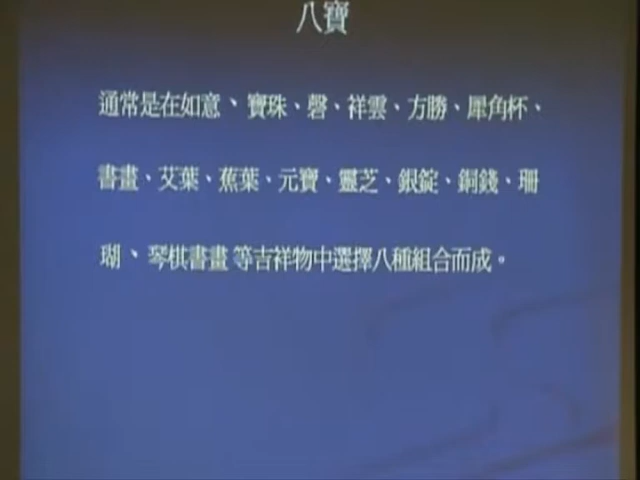 八寶
通常是在如意、寶珠、磬、祥雲、方勝、犀角杯、
書畫、艾葉、蕉葉、元寶、靈芝、銀錠、銅錢、珊
瑚、琴棋書畫等吉祥物中選擇八種組合而成。